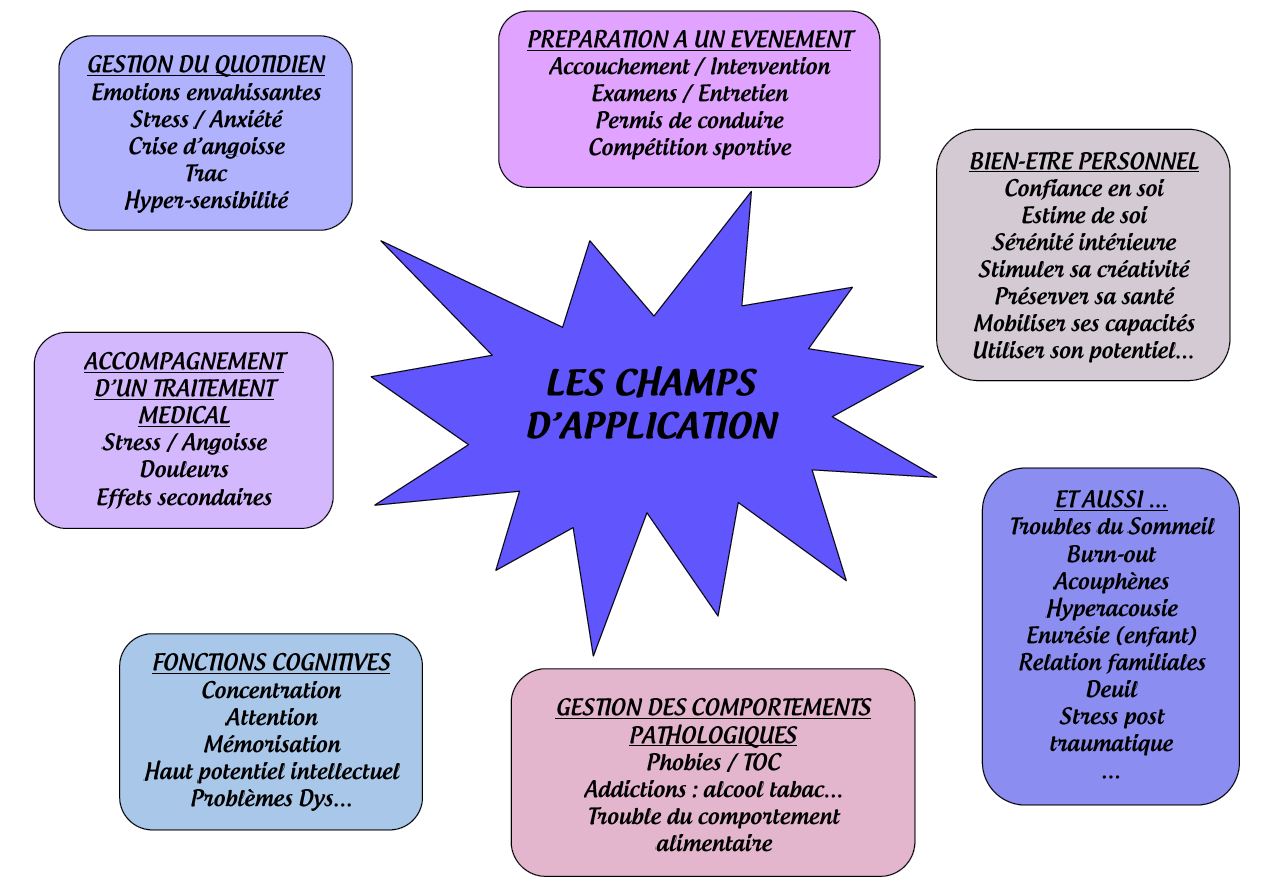 GESTION DU QUOTIDIEN
Emotions envahissantes
Stress / Anxiété
Crise d'angoisse
Trac
Hyper-sensibilité
PREPARATION A UN EVENEMENT
Accouchement / Intervention
Examens / Entretien
Permis de conduire
Compétition sportive
BIEN-ETRE PERSONNEL
Confiance en soi
Estime de soi
Sérénité intérieure
Stimuler sa créativité
Préserver sa santé
Mobiliser ses capacités
Utiliser son potentiel...
ACCOMPAGNEMENT
D'UN TRAITEMENT
MEDICAL
Stress / Angoisse
Douleurs
Effets secondaires
LES CHAMPS
D'APPLICATION
ET AUSSI ...
Troubles du Sommeil
Burn-out
Acouphènes
Hyperacousie
Enurésie (enfant)
Relation familiales
Deuil
Stress post
traumatique
...
FONCTIONS COGNITIVES
Concentration
Attention
Mémorisation
Haut potentiel intellectuel
Problèmes Dys...
GESTION DES COMPORTEMENTS
PATHOLOGIQUES
Phobies / TOC
Addictions : alcool tabac...
Trouble du comportement
alimentaire